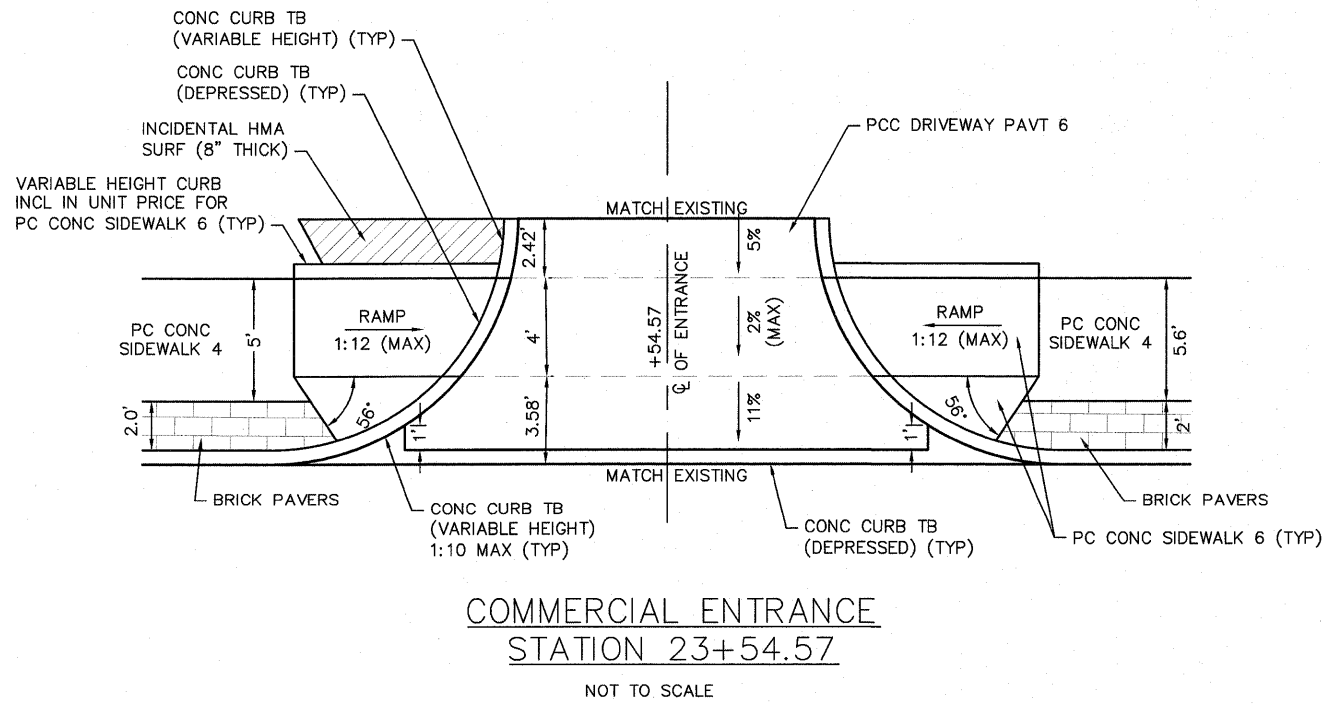 CONC CURB TB
(VARIABLE HEIGHT) (TYP)
CONC CURB TB
(DEPRESSED) (TYP)
INCIDENTAL HMA
SURF (8" THICK)
VARIABLE HEIGHT CURB
INCL IN UNIT PRICE FOR
PC CONC SIDEWALK 6 (TYP)
PCC DRIVEWAY PAVT 6
MATCH EXISTING
2.42'
5%
PC CONC
SIDEWALK 4
5'
RAMP
1:12 (MAX)
4'
+54.57
℄ OF ENTRANCE
2%
(MAX)
RAMP
1:12 (MAX)
PC CONC
SIDEWALK 4
5.6'
2.0'
56°
1'
3.58'
11%
1'
56°
2'
MATCH EXISTING
BRICK PAVERS
CONC CURB TB
(VARIABLE HEIGHT)
1:10 MAX (TYP)
CONC CURB TB
(DEPRESSED) (TYP)
BRICK PAVERS
PC CONC SIDEWALK 6 (TYP)
COMMERCIAL ENTRANCE
STATION 23+54.57
NOT TO SCALE